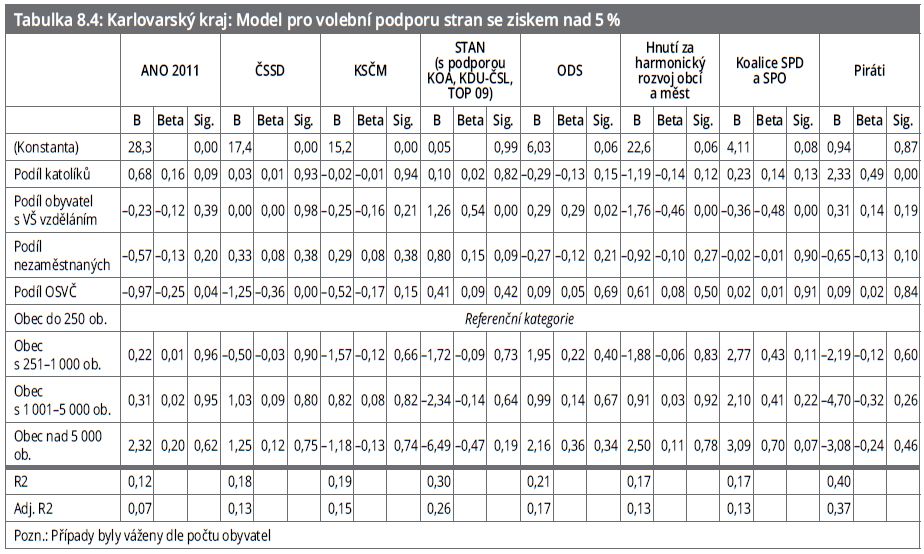 Tabulka 8.4: Karlovarský kraj: Model pro volební podporu stran se ziskem nad 5 %
ANO 2011 ČSSD KSČM STAN (s podporou KOA, KDU-ČSL, TOP 09) ODS Hnutí za harmonický rozvoj obcí a měst Koalice SPD a SPO Piráti
B Beta Sig. B Beta Sig. B Beta Sig. B Beta Sig. B Beta Sig. B Beta Sig. B Beta Sig. B Beta Sig.
(Konstanta) 28,3 0,00 17,4 0,00 15,2 0,00 0,05 0,99 6,03 0,06 22,6 0,06 4,11 0,08 0,94 0,87
Podíl katolíků 0,68 0,16 0,09 0,03 0,01 0,93 –0,02 –0,01 0,94 0,10 0,02 0,82 –0,29 –0,13 0,15 –1,19 –0,14 0,12 0,23 0,14 0,13 2,33 0,49 0,00
Podíl obyvatel s VŠ vzděláním –0,23 –0,12 0,39 0,00 0,00 0,98 –0,25 –0,16 0,21 1,26 0,54 0,00 0,29 0,29 0,02 –1,76 –0,46 0,00 –0,36 –0,48 0,00 0,31 0,14 0,19
Podíl nezaměstnaných –0,57 –0,13 0,20 0,33 0,08 0,38 0,29 0,08 0,38 0,80 0,15 0,09 –0,27 –0,12 0,21 –0,92 –0,10 0,27 –0,02 –0,01 0,90 –0,65 –0,13 0,10
Podíl OSVČ –0,97 –0,25 0,04 –1,25 –0,36 0,00 –0,52 –0,17 0,15 0,41 0,09 0,42 0,09 0,05 0,69 0,61 0,08 0,50 0,02 0,01 0,91 0,09 0,02 0,84
Obec do 250 ob. Referenční kategorie
Obec s 251–1 000 ob. 0,22 0,01 0,96 –0,50 –0,03 0,90 –1,57 –0,12 0,66 –1,72 –0,09 0,73 1,95 0,22 0,40 –1,88 –0,06 0,83 2,77 0,43 0,11 –2,19 –0,12 0,60
Obec s 1 001–5 000 ob. 0,31 0,02 0,95 1,03 0,09 0,80 0,82 0,08 0,82 –2,34 –0,14 0,64 0,99 0,14 0,67 0,91 0,03 0,92 2,10 0,41 0,22 –4,70 –0,32 0,26
Obec nad 5 000 ob. 2,32 0,20 0,62 1,25 0,12 0,75 –1,18 –0,13 0,74 –6,49 –0,47 0,19 2,16 0,36 0,34 2,50 0,11 0,78 3,09 0,70 0,07 –3,08 –0,24 0,46
R2 0,12 0,18 0,19 0,30 0,21 0,17 0,17 0,40
Adj. R2 0,07 0,13 0,15 0,26 0,17 0,13 0,13 0,37
Pozn.: Případy byly váženy dle počtu obyvatel